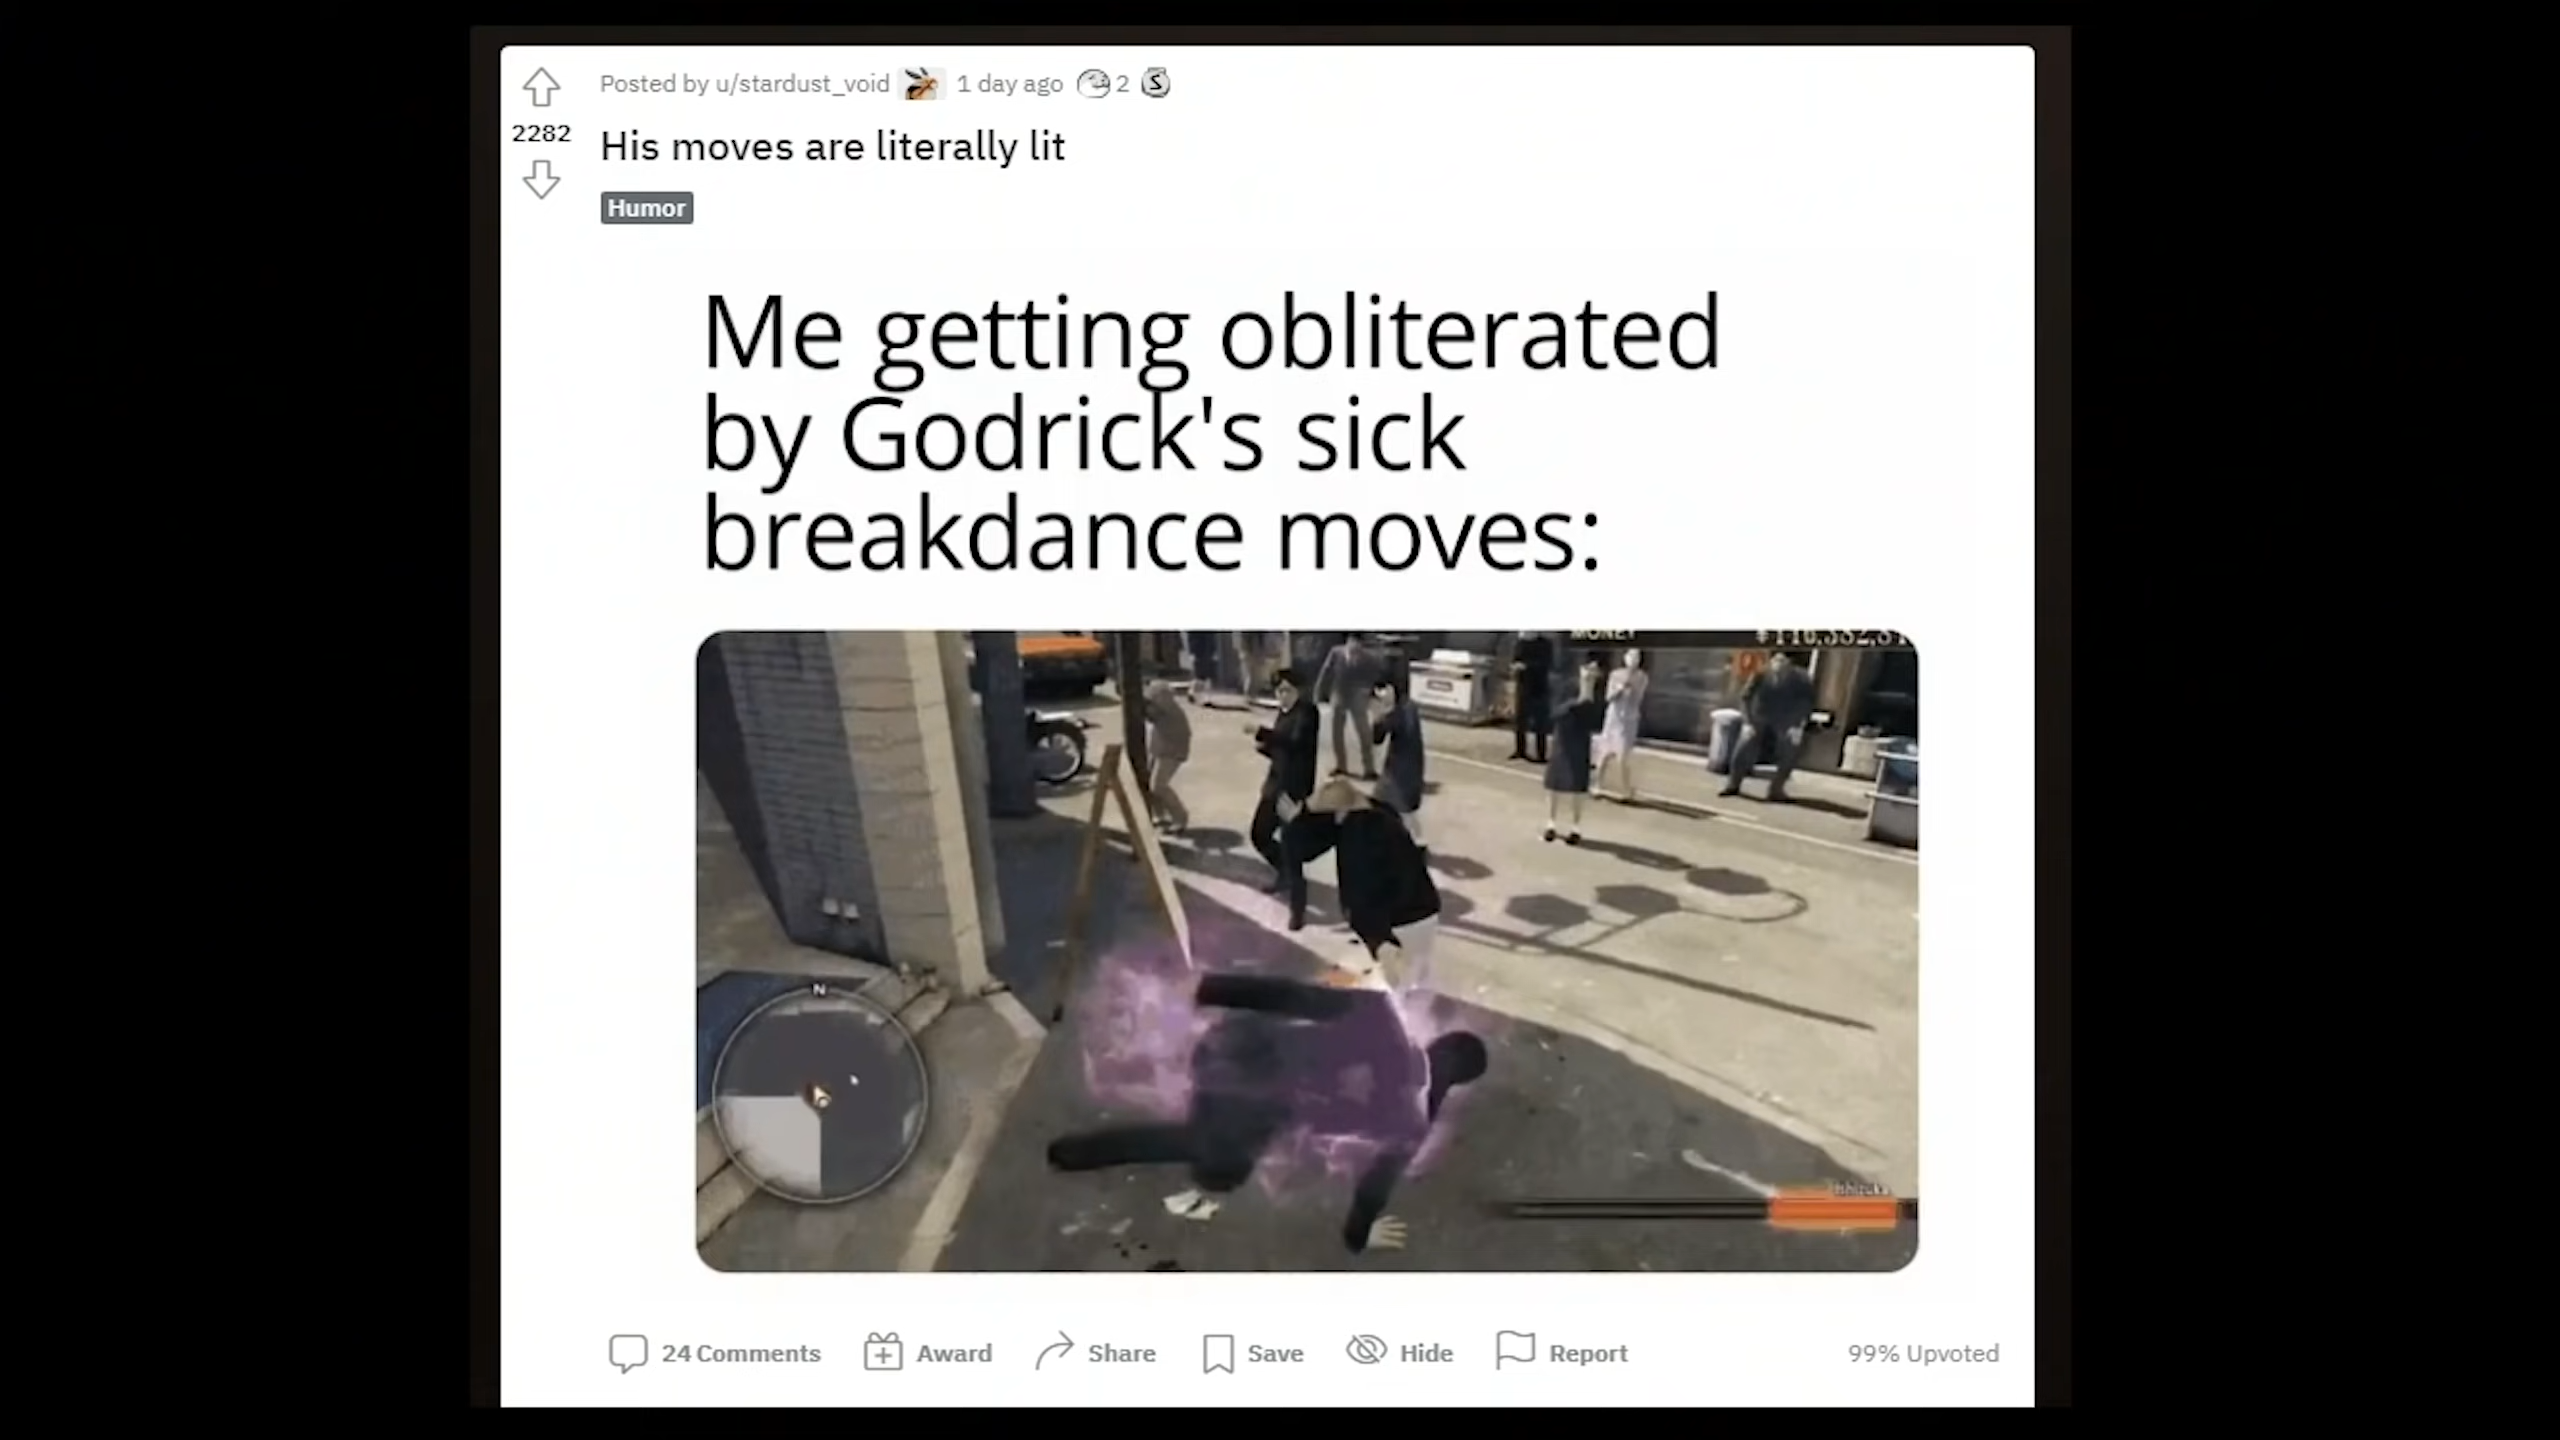 Posted by u/stardust_void 1 day ago 2 S
2282
His moves are literally lit
Humor
Me getting obliterated
by Godrick's sick
breakdance moves:
MONEY
N
24 Comments Award Share Save Hide Report 99% Upvoted